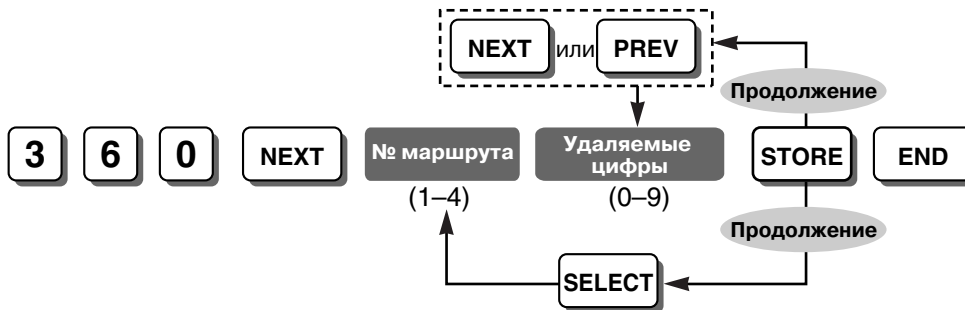 NEXT или PREV
Продолжение
3 6 0 NEXT № маршрута Удаляемые цифры STORE END
(1–4) (0–9)
Продолжение
SELECT